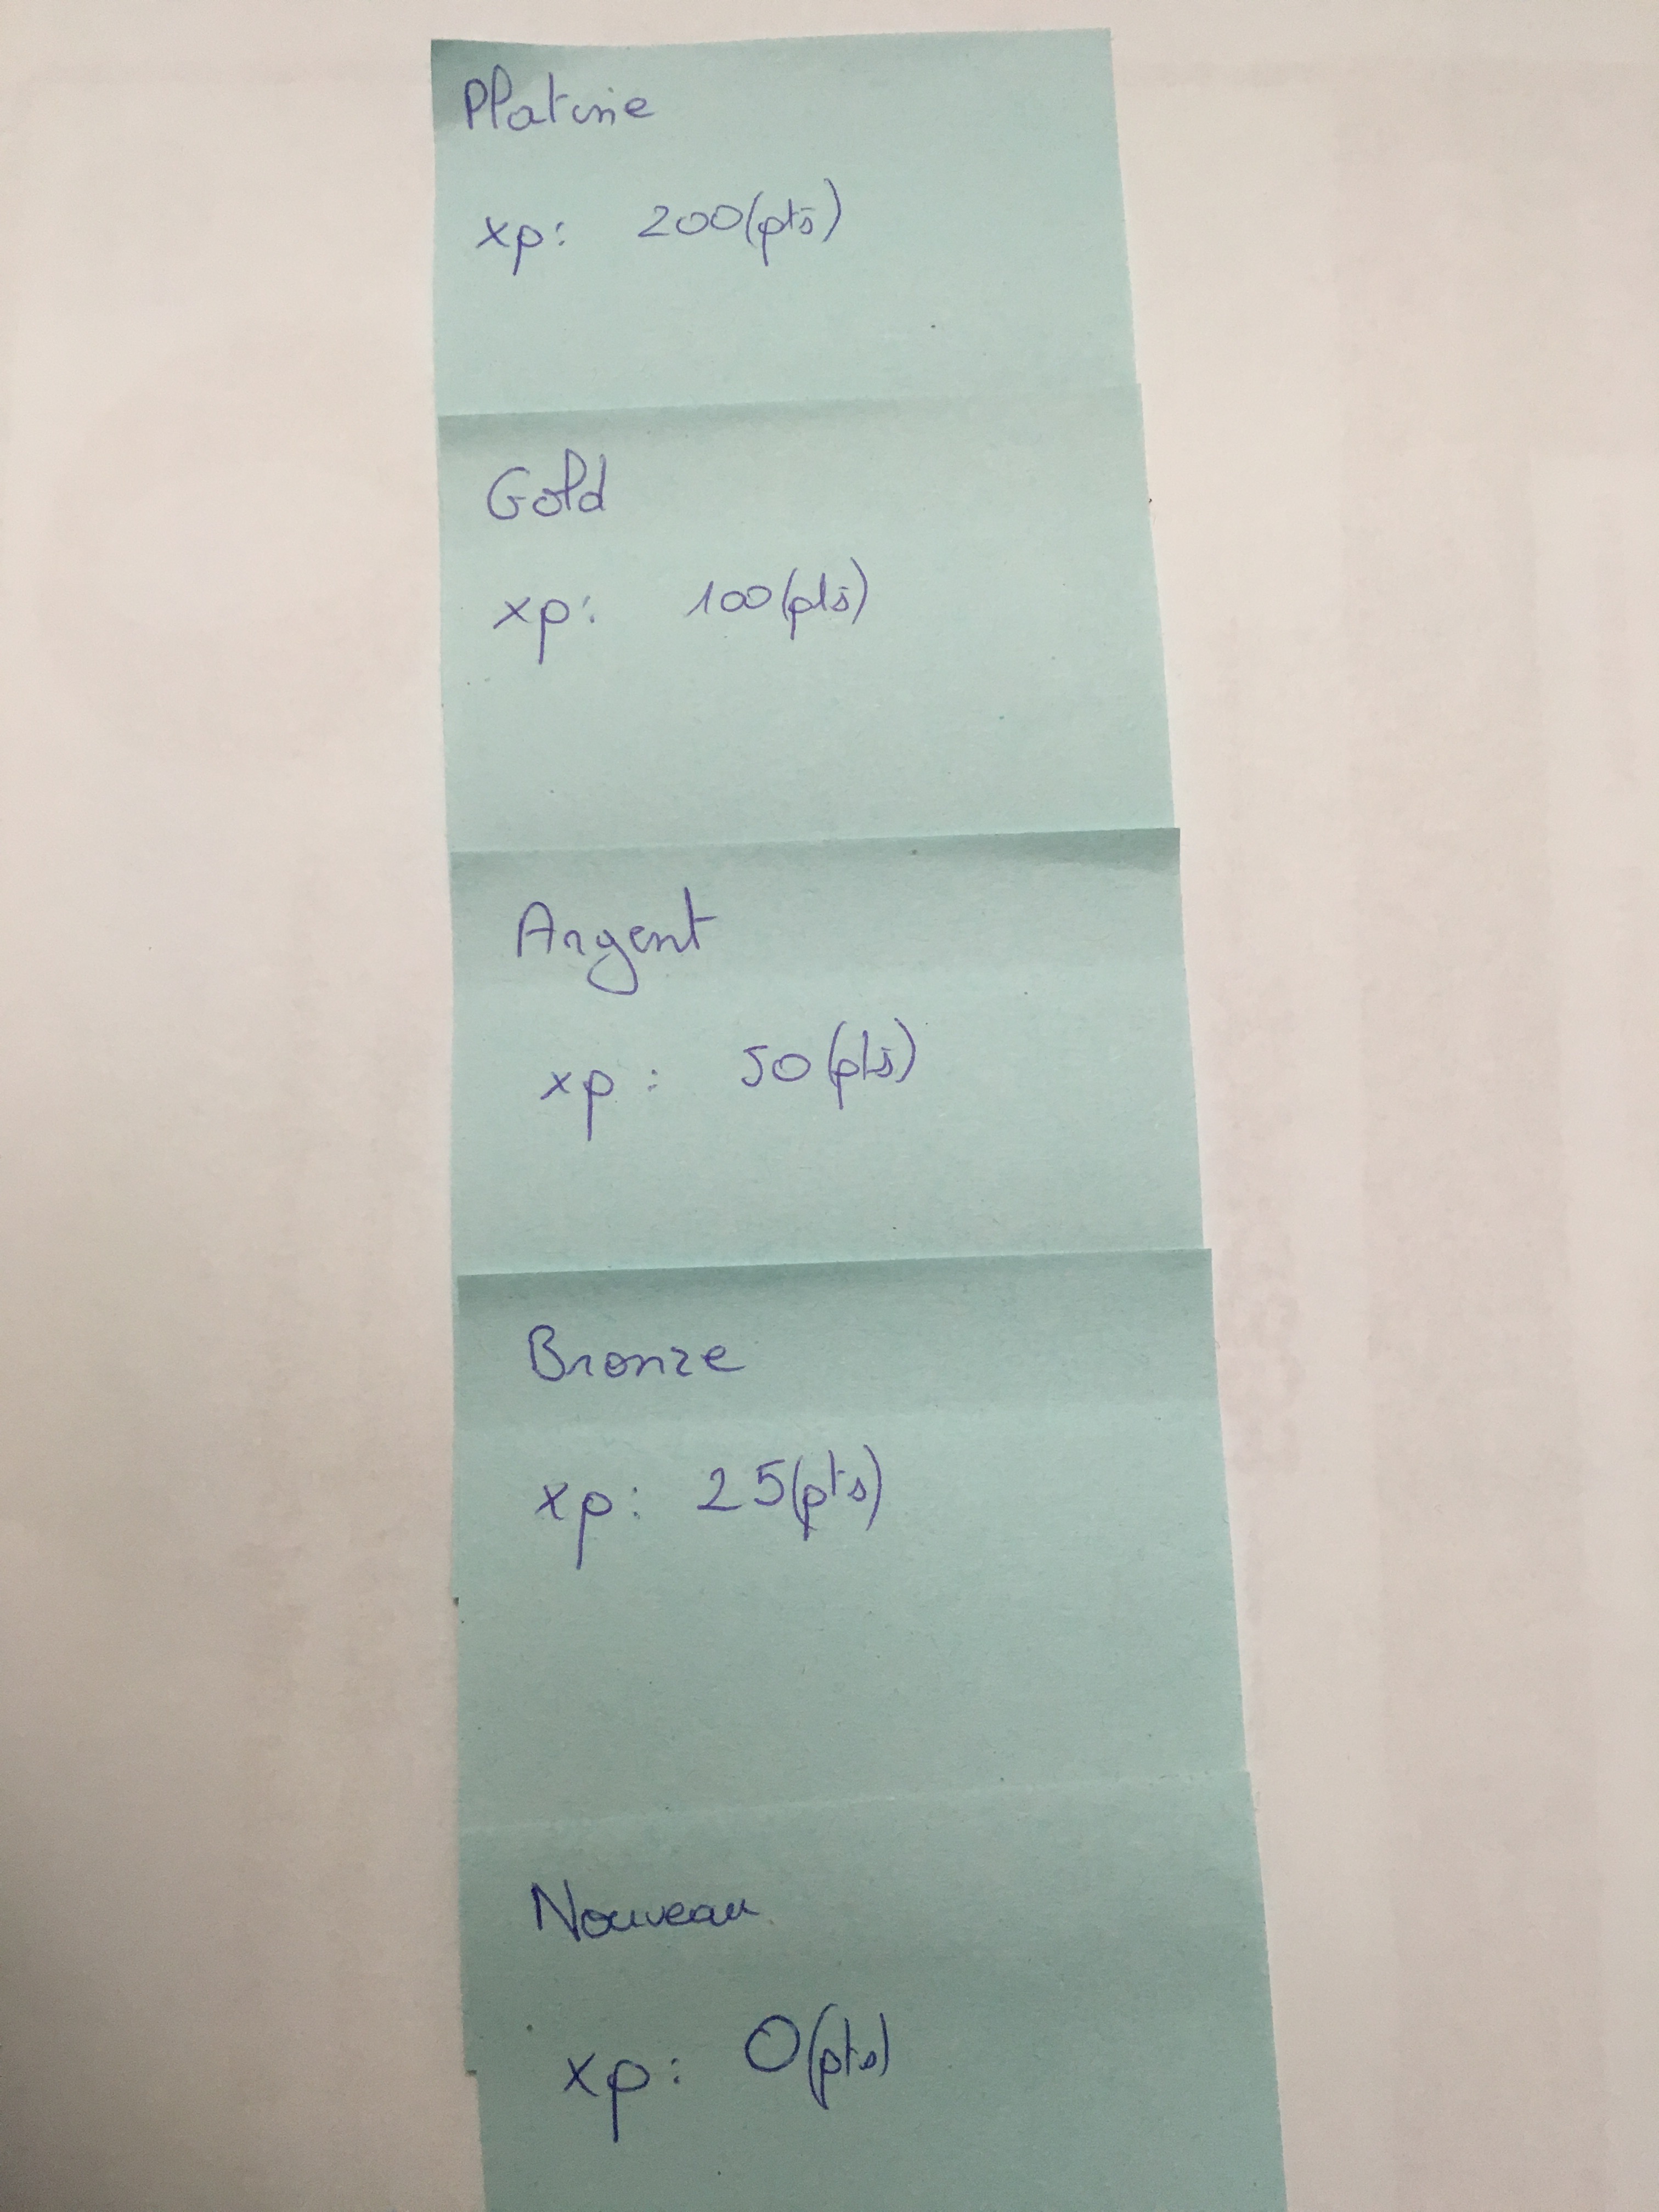 Platine
xp: 200(pts)
Gold
xp: 100(pts)
Argent
xp: 50(pts)
Bronze
xp: 25(pts)
Nouveau
xp: 0(pts)